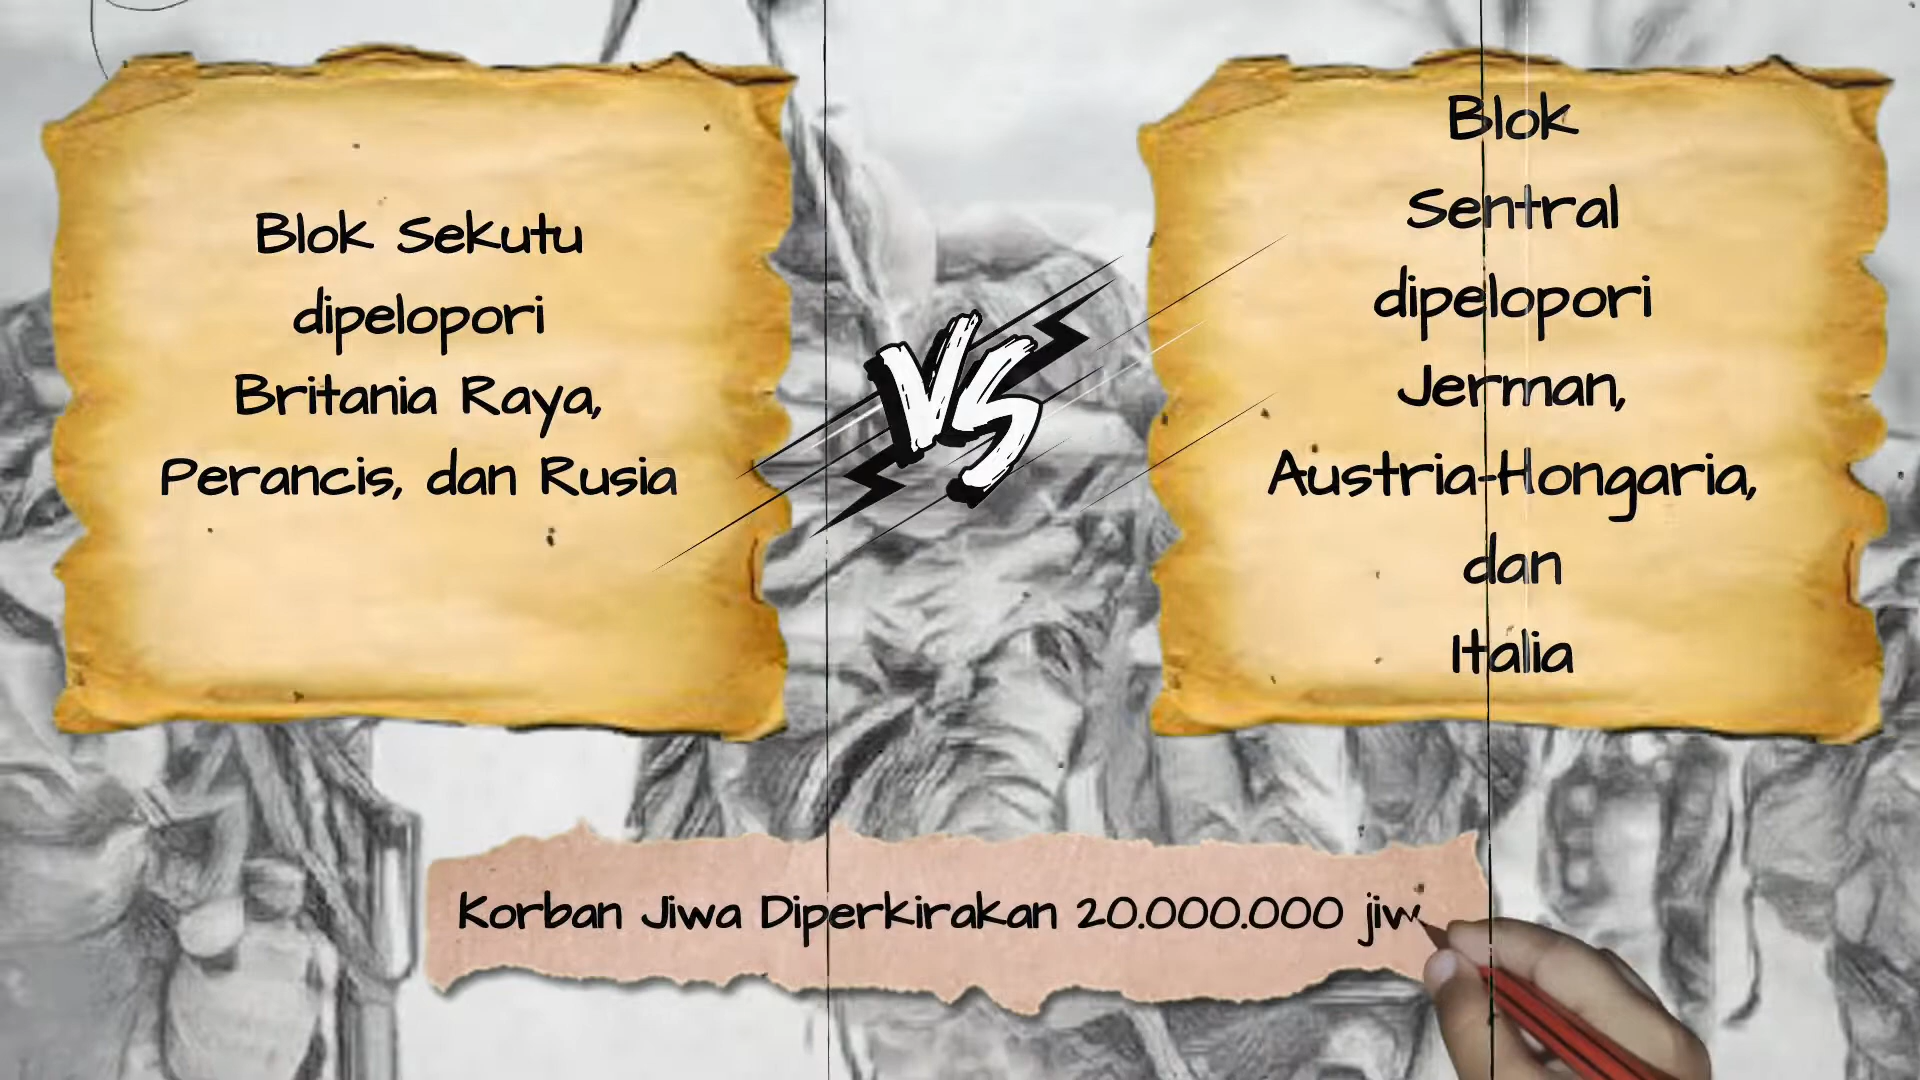 Blok Sekutu
dipelopori
Britania Raya,
Perancis, dan Rusia
VS
Blok
Sentral
dipelopori
Jerman,
Austria-Hongaria,
dan
Italia
Korban Jiwa Diperkirakan 20.000.000 jiw